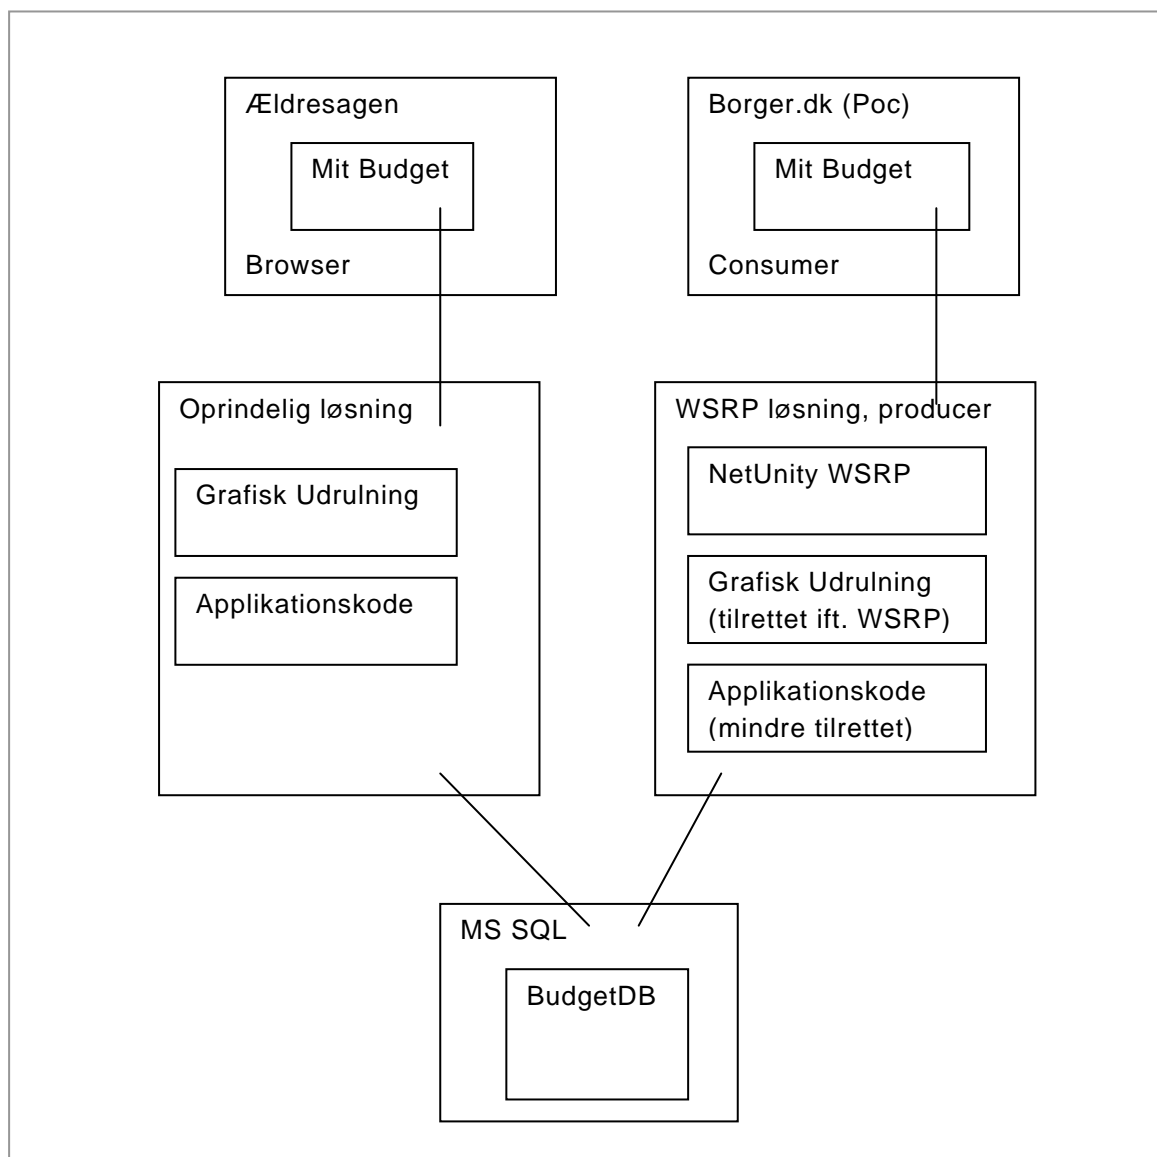 Ældresagen
Mit Budget
Browser
Borger.dk (Poc)
Mit Budget
Consumer
Oprindelig løsning
Grafisk Udrulning
Applikationskode
WSRP løsning, producer
NetUnity WSRP
Grafisk Udrulning
(tilrettet ift. WSRP)
Applikationskode
(mindre tilrettet)
MS SQL
BudgetDB